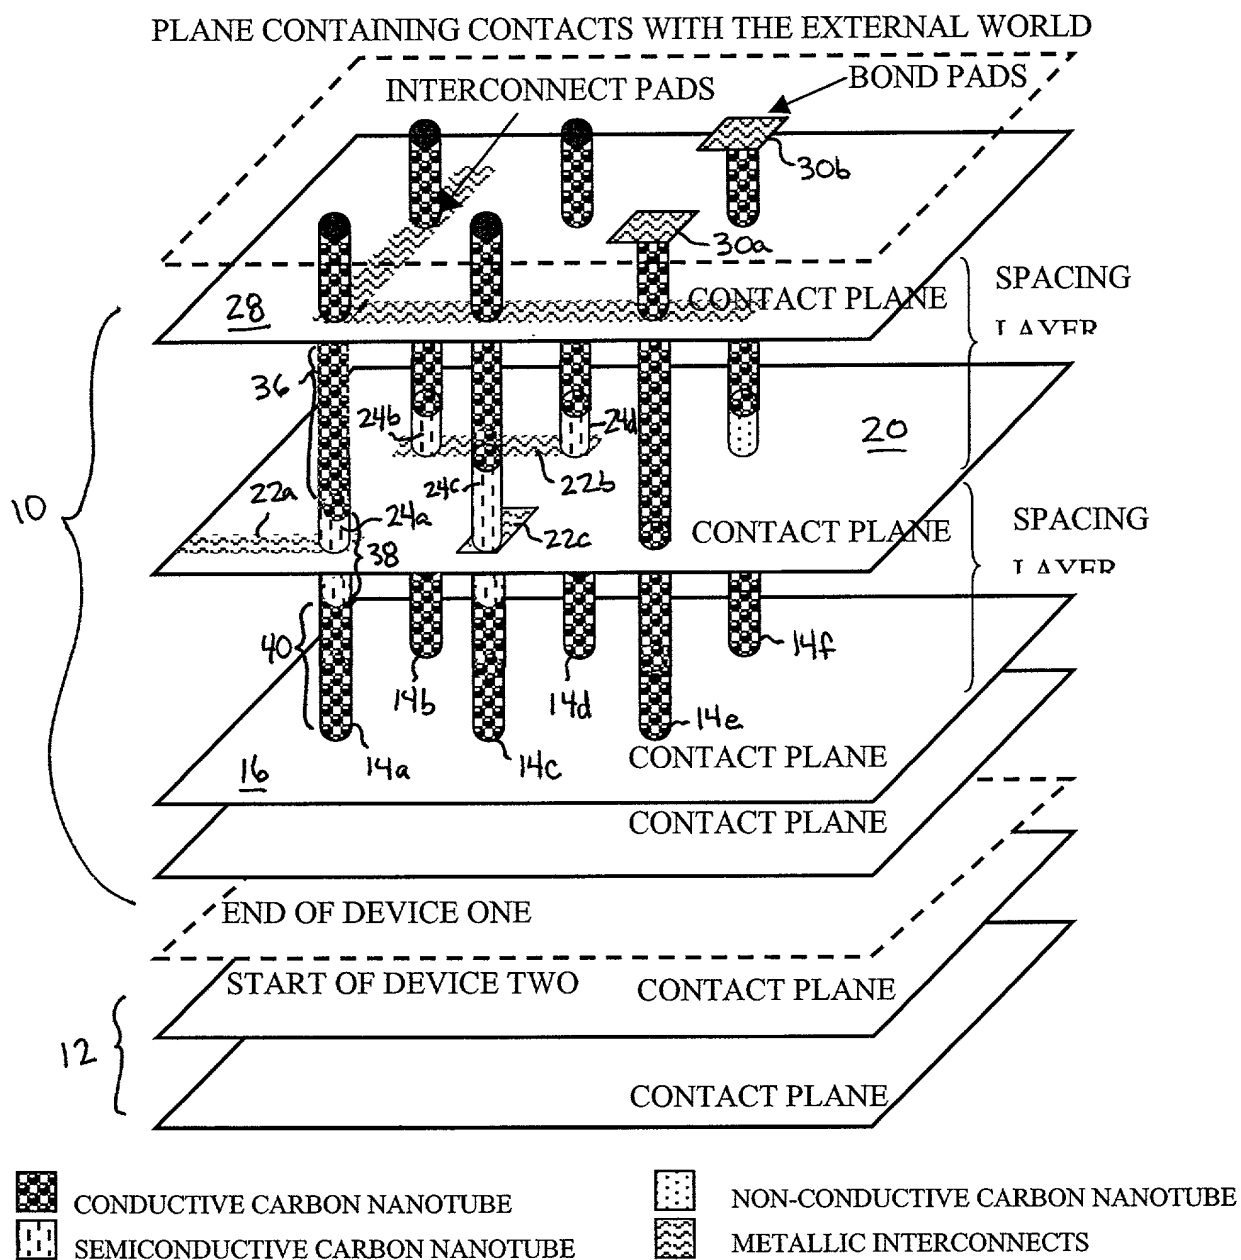 PLANE CONTAINING CONTACTS WITH THE EXTERNAL WORLD
INTERCONNECT PADS
BOND PADS
30b
30a
CONTACT PLANE
SPACING
LAYER
28
36
24b
24d
20
10
22a
24c
22b
24a
38
22c
CONTACT PLANE
SPACING
LAYER
40
14b
14d
14f
14e
14a
14c
16
CONTACT PLANE
CONTACT PLANE
END OF DEVICE ONE
START OF DEVICE TWO
CONTACT PLANE
12
CONTACT PLANE
CONDUCTIVE CARBON NANOTUBE
NON-CONDUCTIVE CARBON NANOTUBE
SEMICONDUCTIVE CARBON NANOTUBE
METALLIC INTERCONNECTS